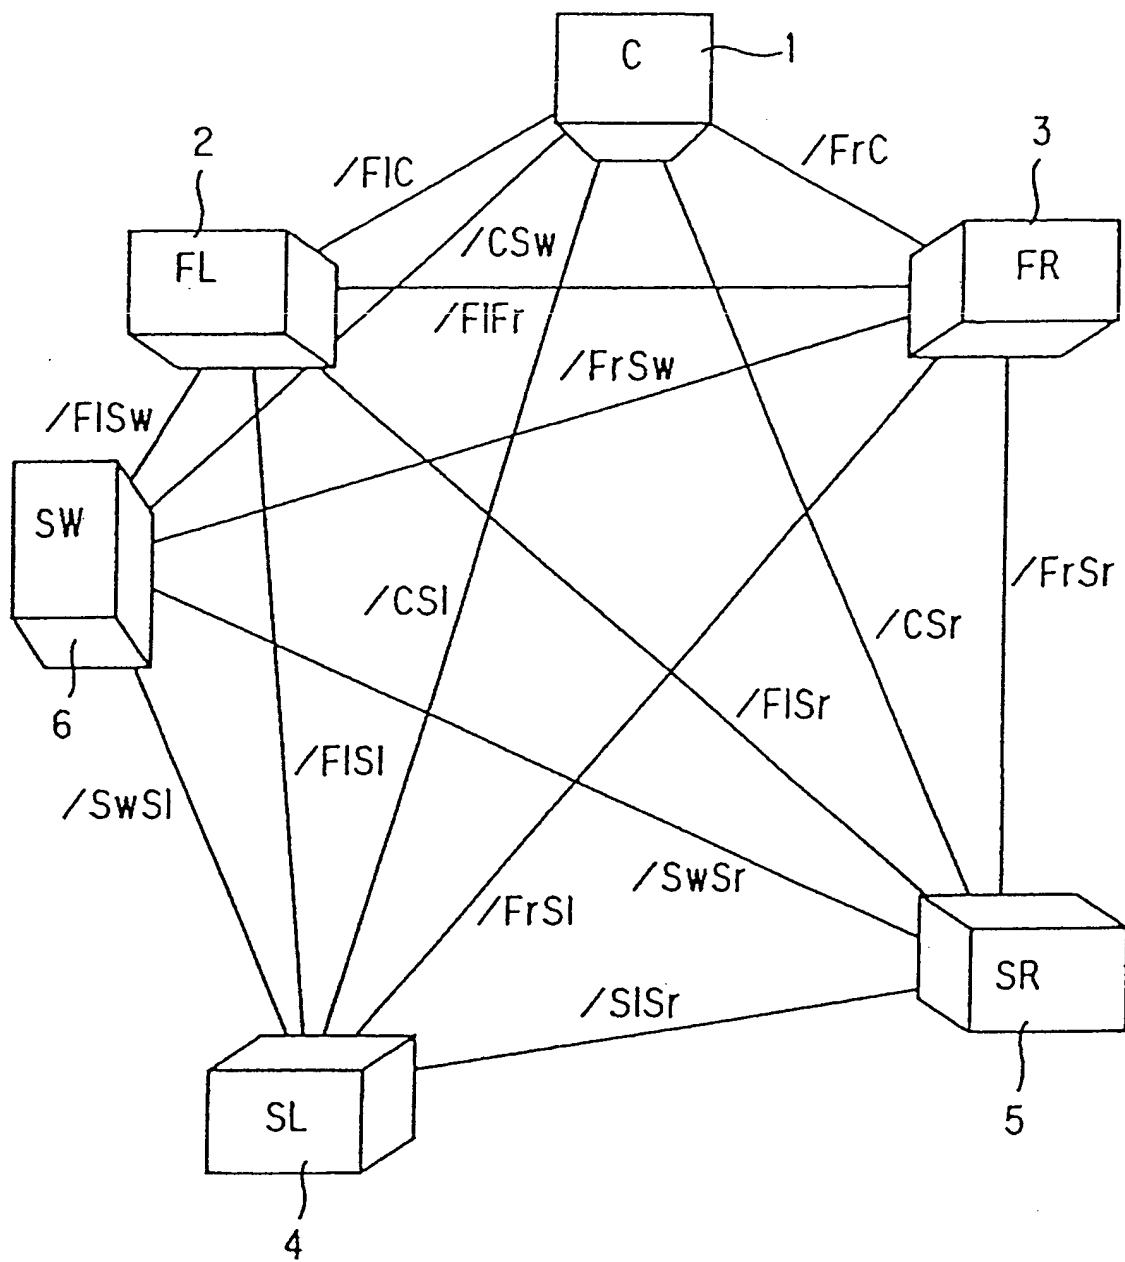 C
1
2
3
/FlC
/FrC
/CSw
FL
FR
/FlFr
/FrSw
/FlSw
SW
/CSl
/FrSr
/CSr
6
/FlSr
/FlSl
/SwSl
/SwSr
/FrSl
SR
/SlSr
SL
5
4